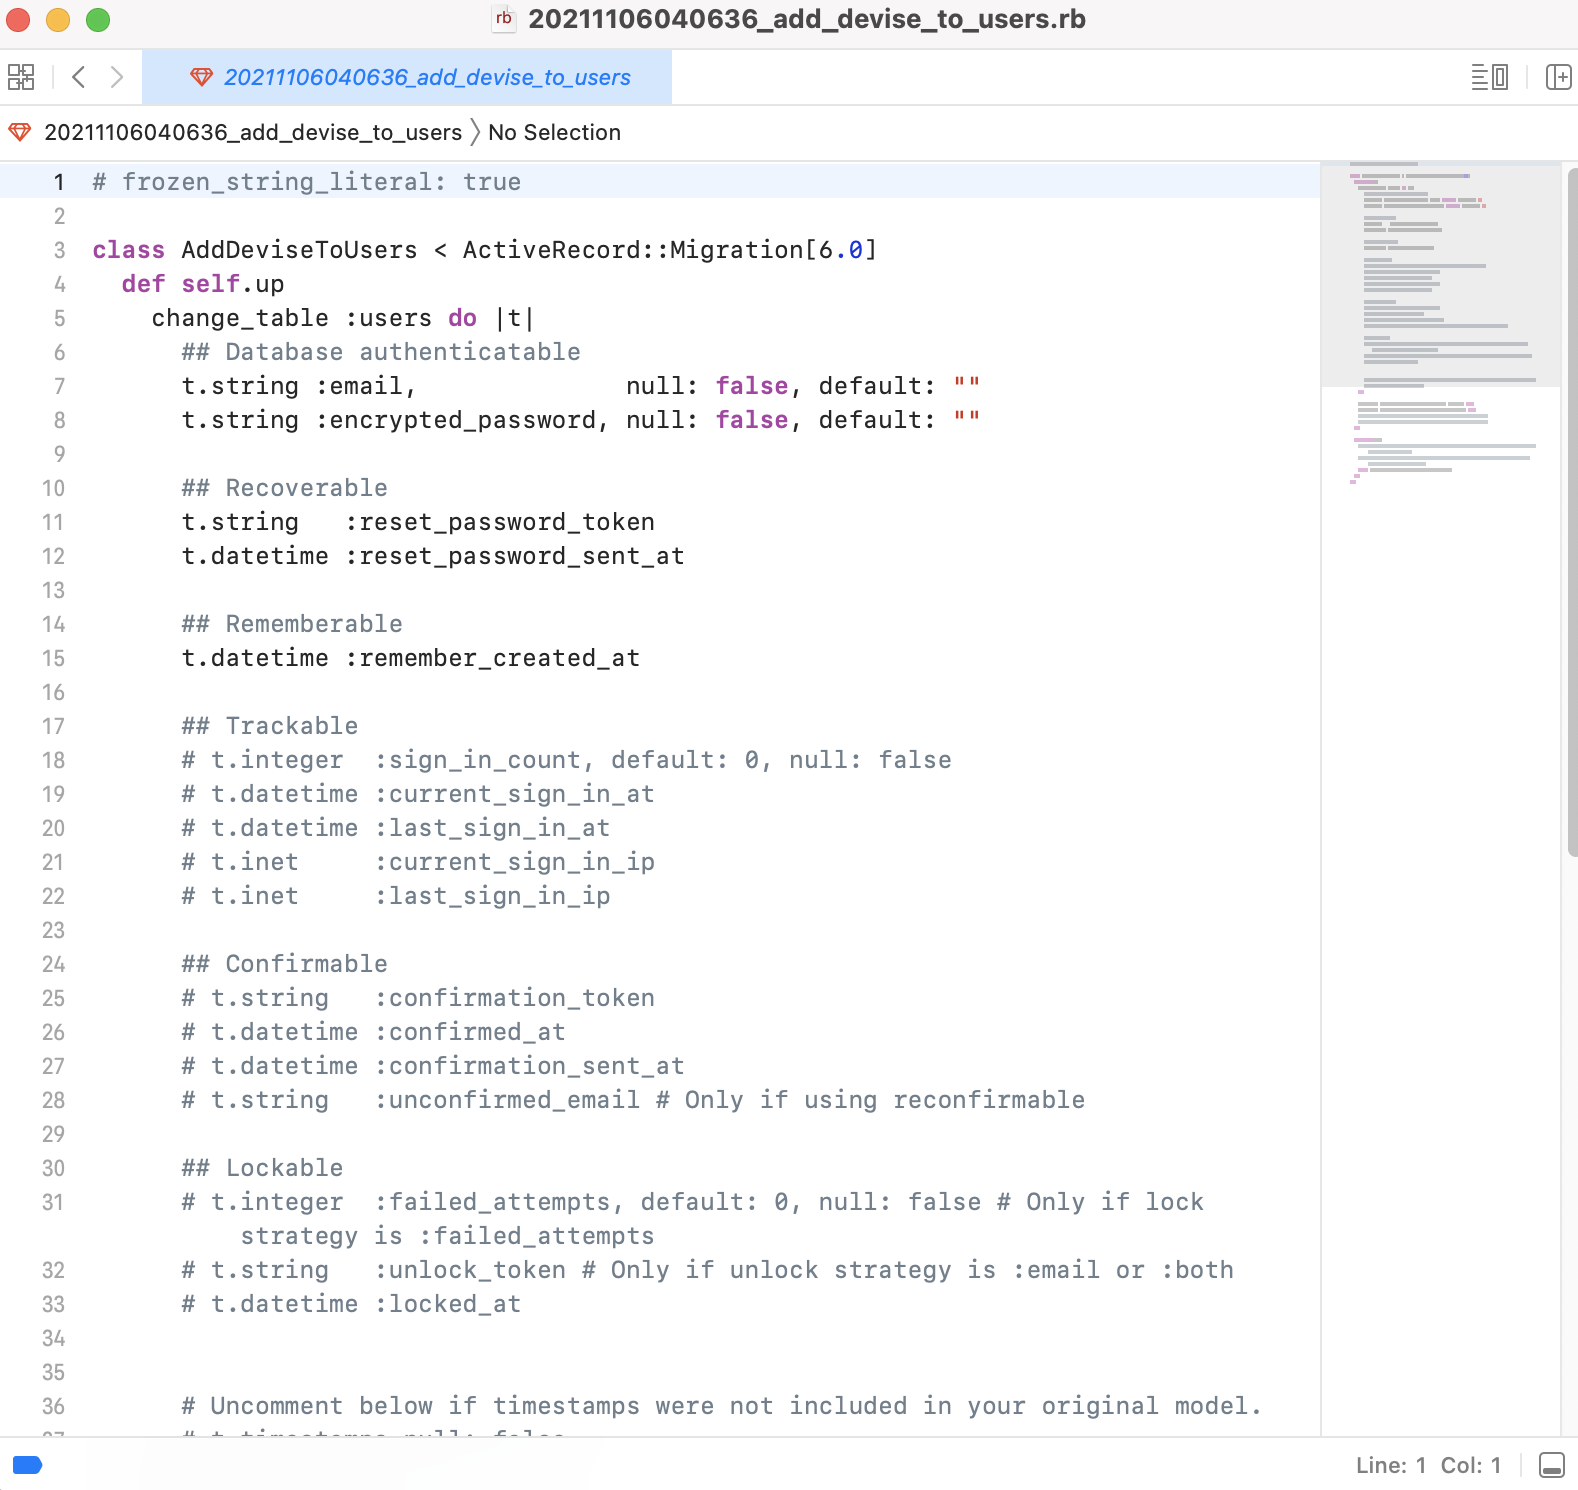 rb 20211106040636_add_devise_to_users.rb
20211106040636_add_devise_to_users
20211106040636_add_devise_to_users No Selection
1 # frozen_string_literal: true
2
3 class AddDeviseToUsers < ActiveRecord::Migration[6.0]
4   def self.up
5     change_table :users do |t|
6       ## Database authenticatable
7       t.string :email,              null: false, default: ""
8       t.string :encrypted_password, null: false, default: ""
9
10       ## Recoverable
11       t.string   :reset_password_token
12       t.datetime :reset_password_sent_at
13
14       ## Rememberable
15       t.datetime :remember_created_at
16
17       ## Trackable
18       # t.integer  :sign_in_count, default: 0, null: false
19       # t.datetime :current_sign_in_at
20       # t.datetime :last_sign_in_at
21       # t.inet     :current_sign_in_ip
22       # t.inet     :last_sign_in_ip
23
24       ## Confirmable
25       # t.string   :confirmation_token
26       # t.datetime :confirmed_at
27       # t.datetime :confirmation_sent_at
28       # t.string   :unconfirmed_email # Only if using reconfirmable
29
30       ## Lockable
31       # t.integer  :failed_attempts, default: 0, null: false # Only if lock
strategy is :failed_attempts
32       # t.string   :unlock_token # Only if unlock strategy is :email or :both
33       # t.datetime :locked_at
34
35
36       # Uncomment below if timestamps were not included in your original model.
37       # t.timestamps null: false
Line: 1 Col: 1